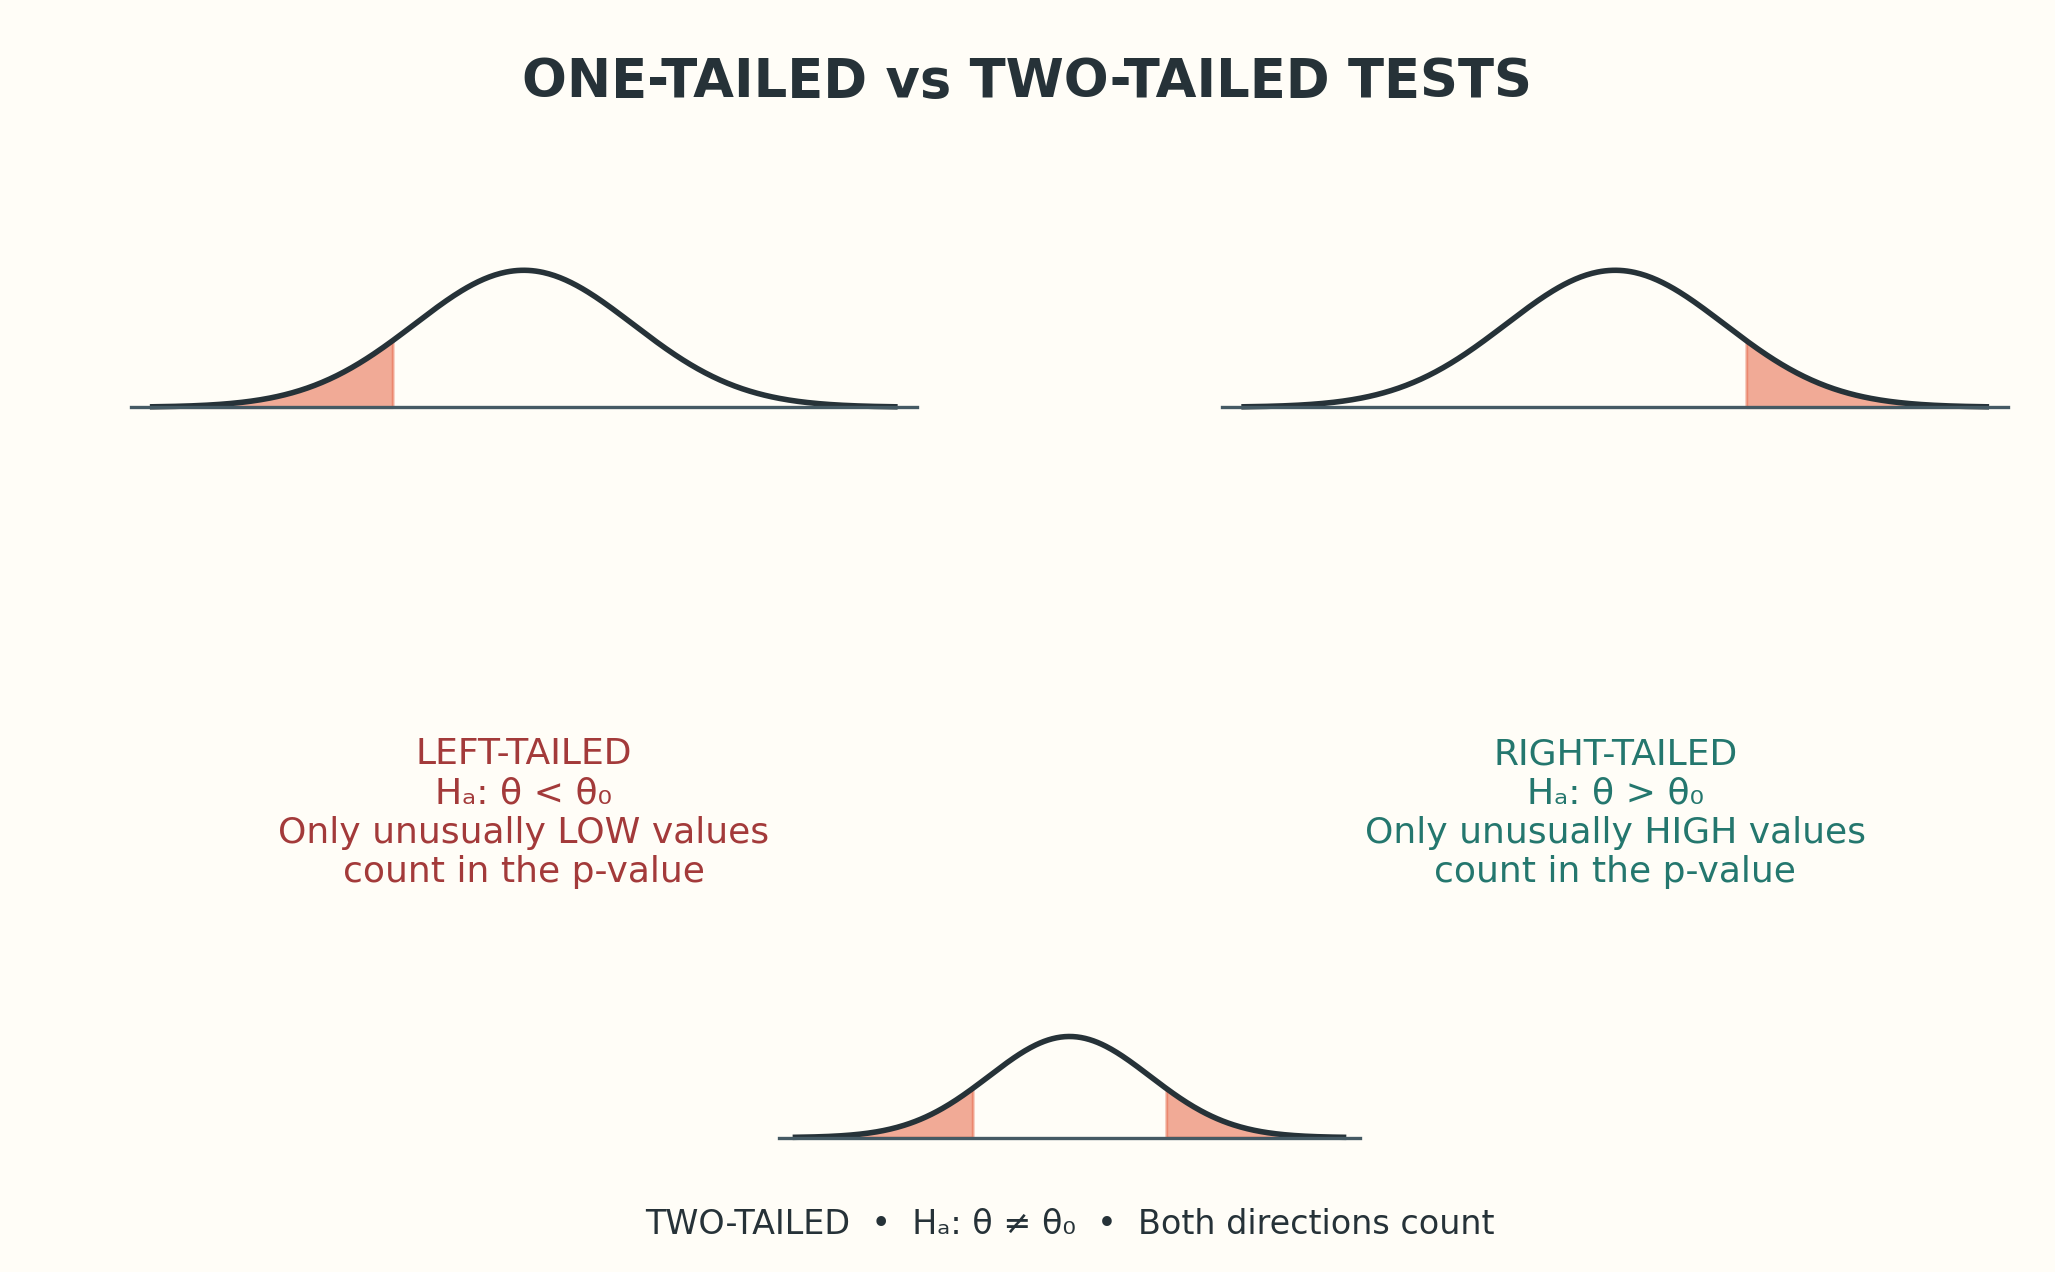 ONE-TAILED vs TWO-TAILED TESTS
LEFT-TAILED
Hₐ: θ < θ₀
Only unusually LOW values
count in the p-value
RIGHT-TAILED
Hₐ: θ > θ₀
Only unusually HIGH values
count in the p-value
TWO-TAILED • Hₐ: θ ≠ θ₀ • Both directions count